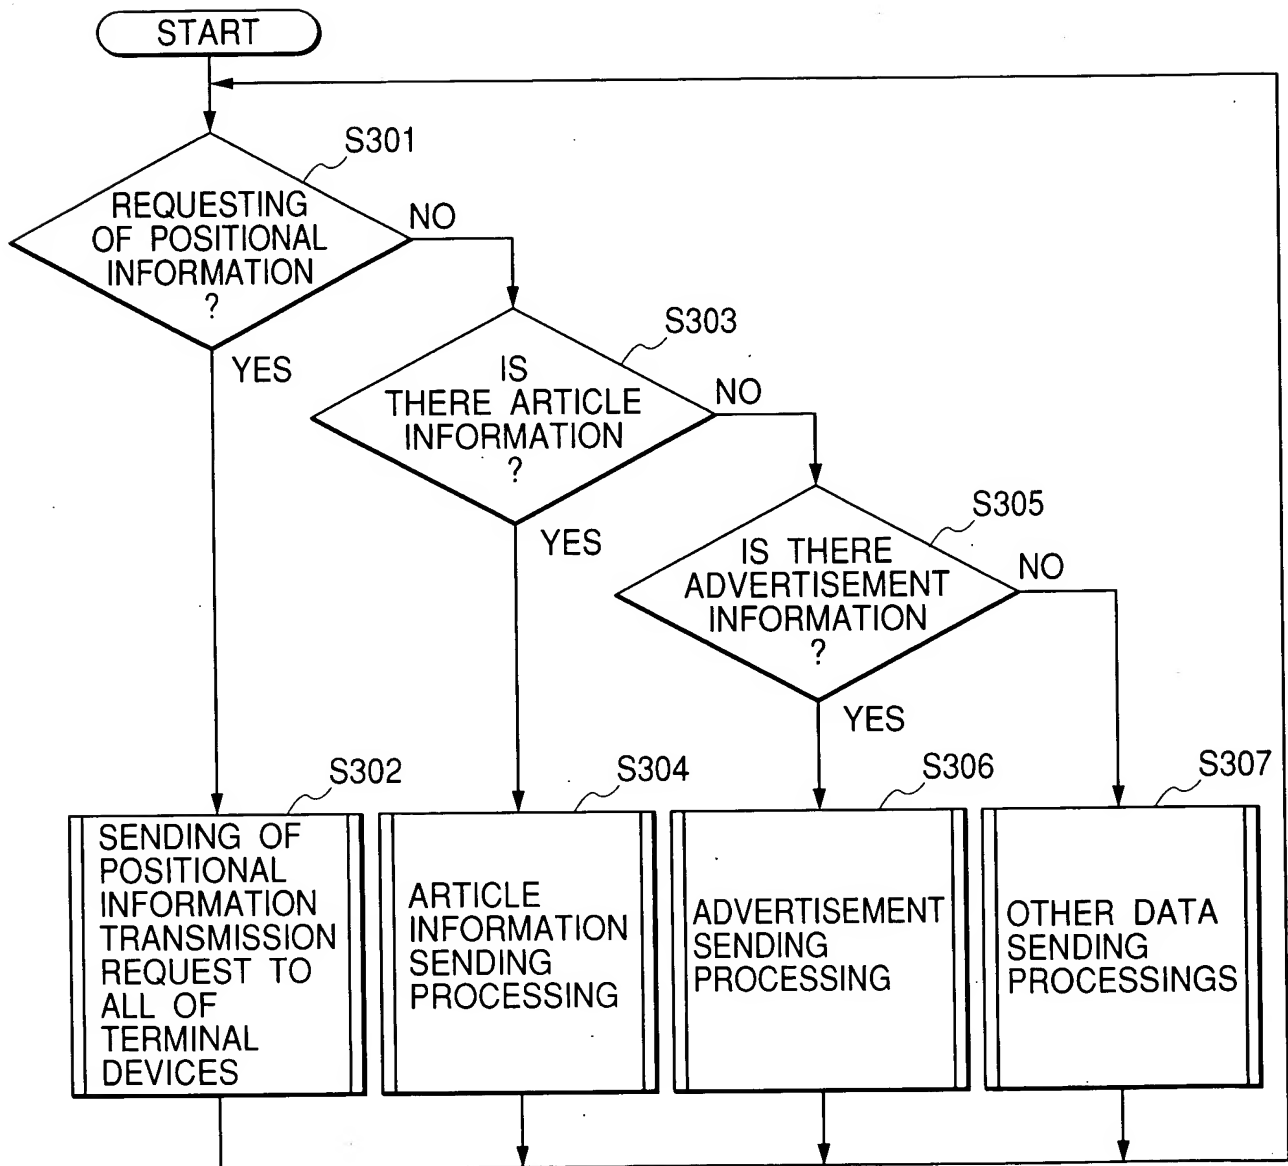 START
S301
REQUESTING
OF POSITIONAL
INFORMATION
?
NO
YES
S303
IS
THERE ARTICLE
INFORMATION
?
NO
YES
S305
IS THERE
ADVERTISEMENT
INFORMATION
?
NO
YES
S302
SENDING OF
POSITIONAL
INFORMATION
TRANSMISSION
REQUEST TO
ALL OF
TERMINAL
DEVICES
S304
ARTICLE
INFORMATION
SENDING
PROCESSING
S306
ADVERTISEMENT
SENDING
PROCESSING
S307
OTHER DATA
SENDING
PROCESSINGS